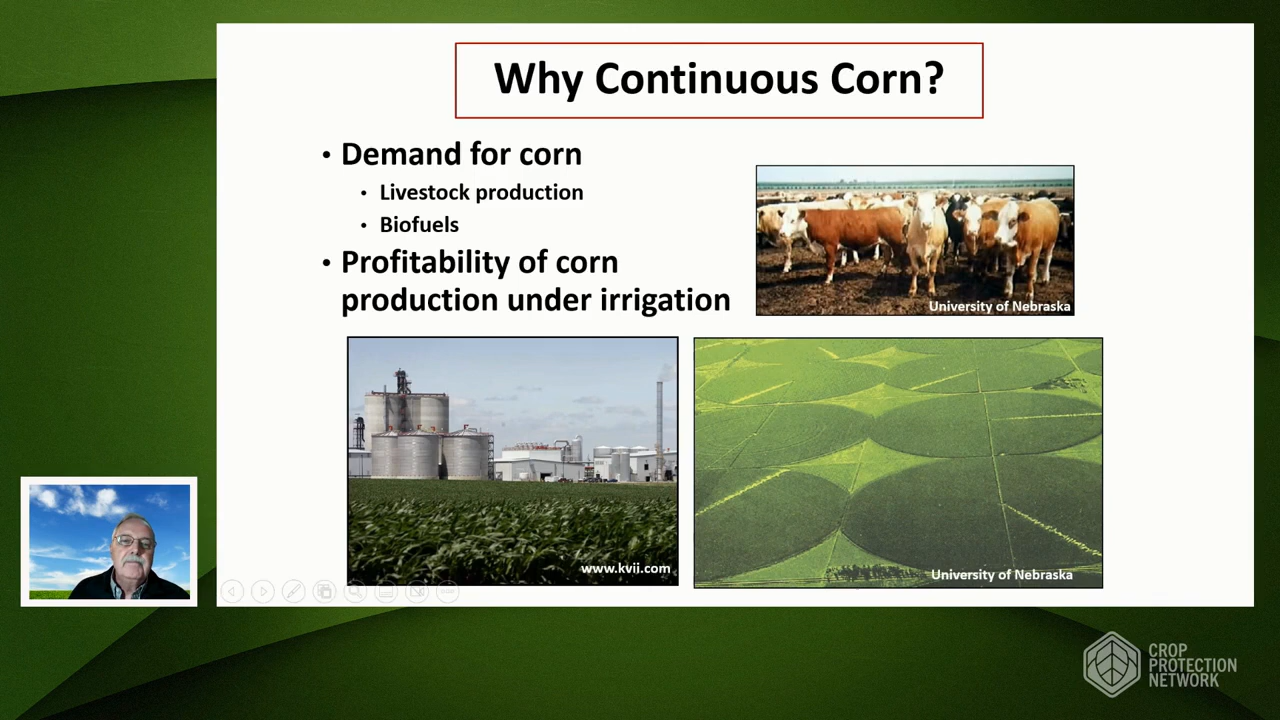 Why Continuous Corn?
• Demand for corn
• Livestock production
• Biofuels
• Profitability of corn
production under irrigation
University of Nebraska
www.kvii.com
University of Nebraska
CROP
PROTECTION
NETWORK